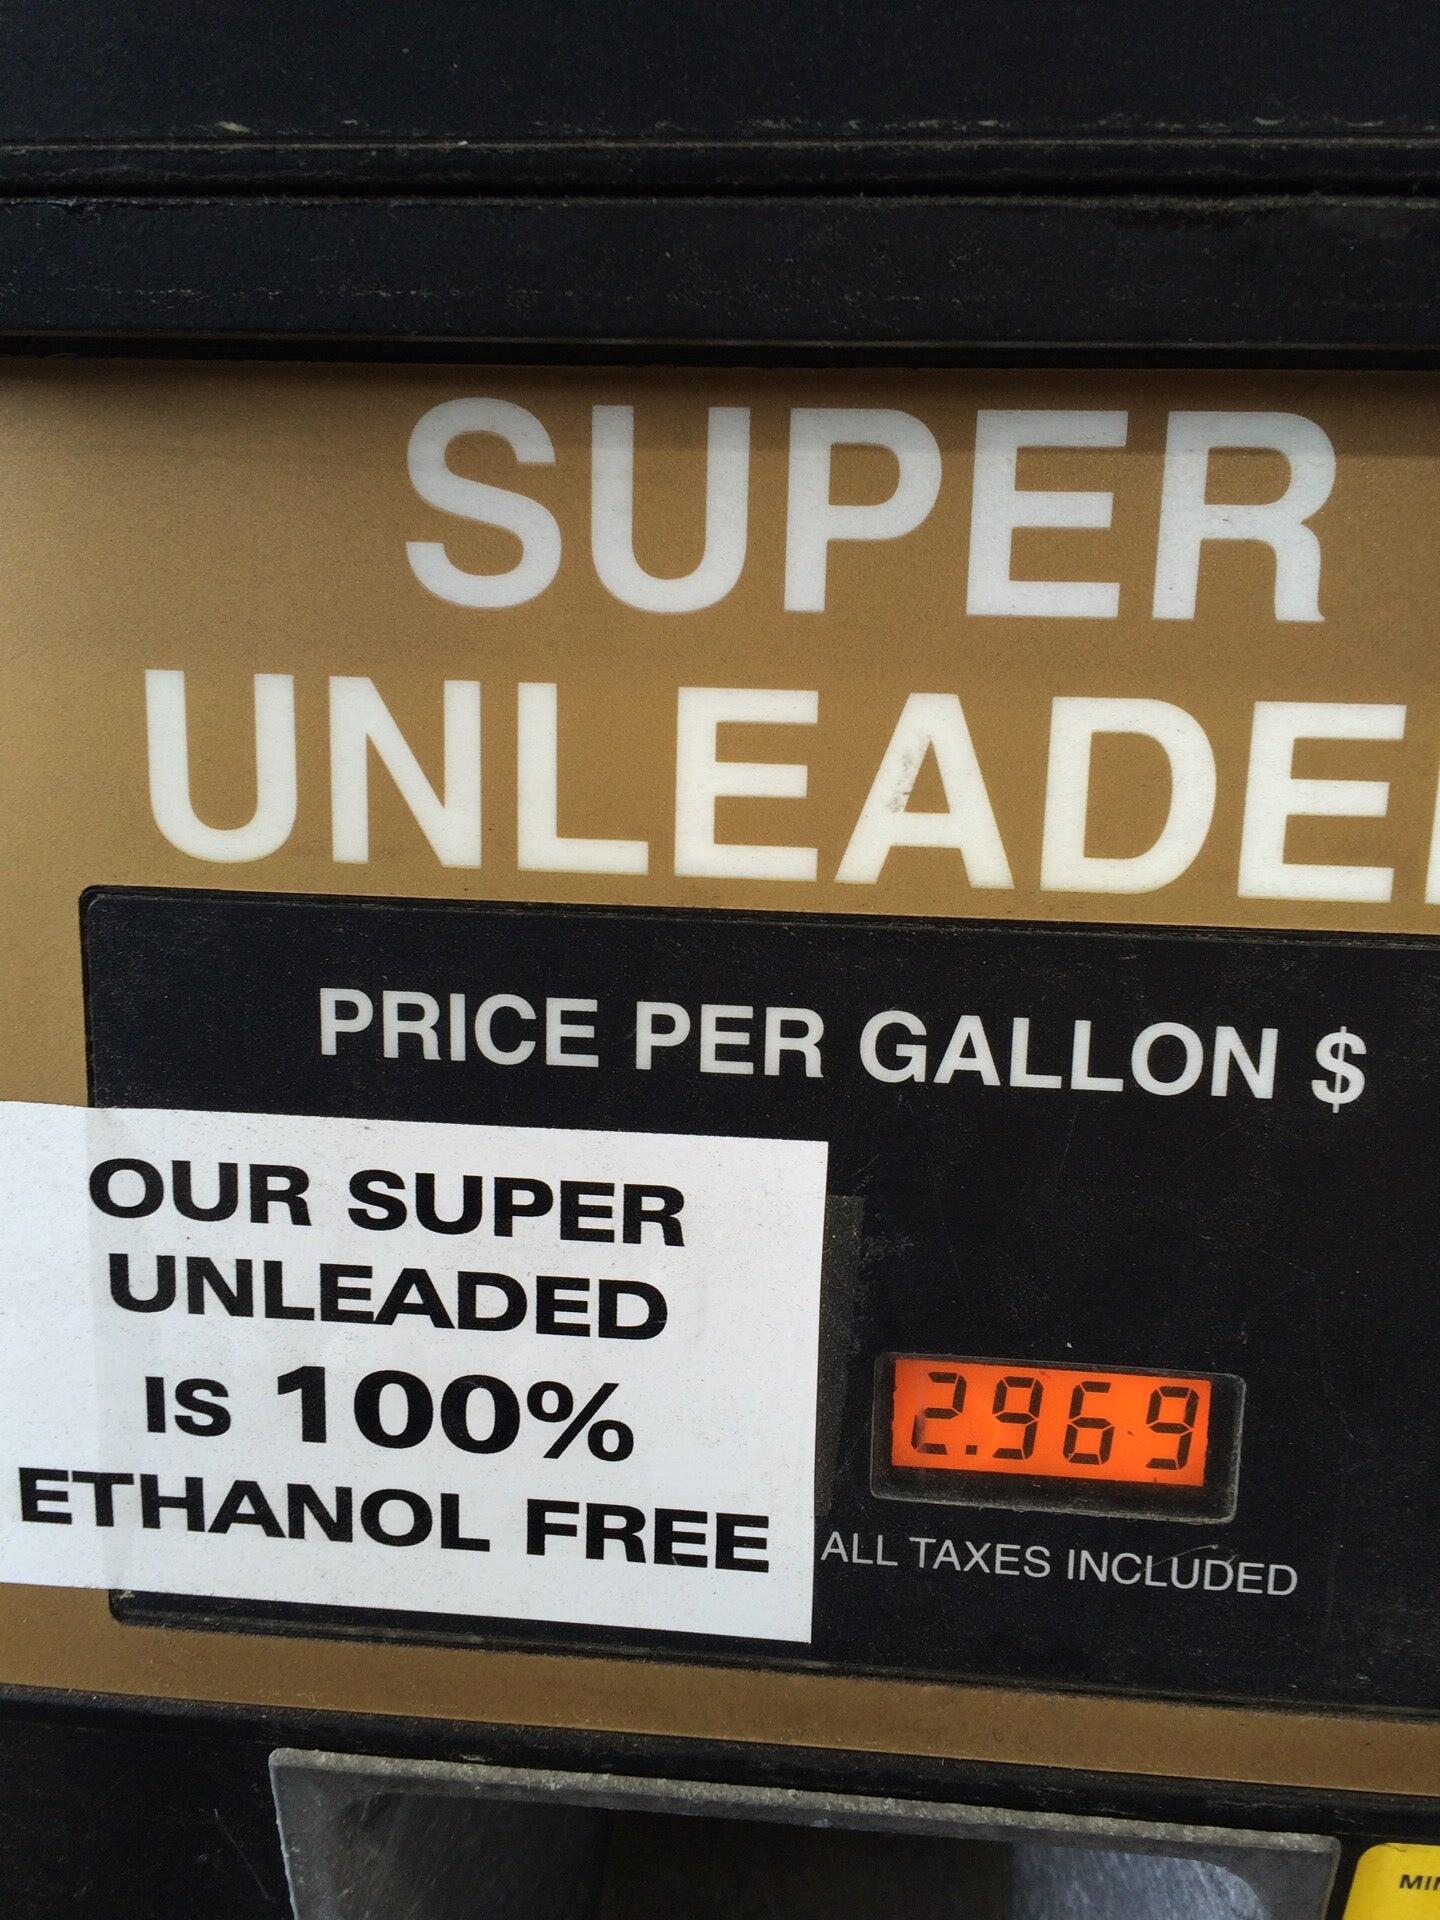 SUPER
UNLEADE
PRICE PER GALLON $
OUR SUPER
UNLEADED
IS 100%
ETHANOL FREE
2.969
ALL TAXES INCLUDED